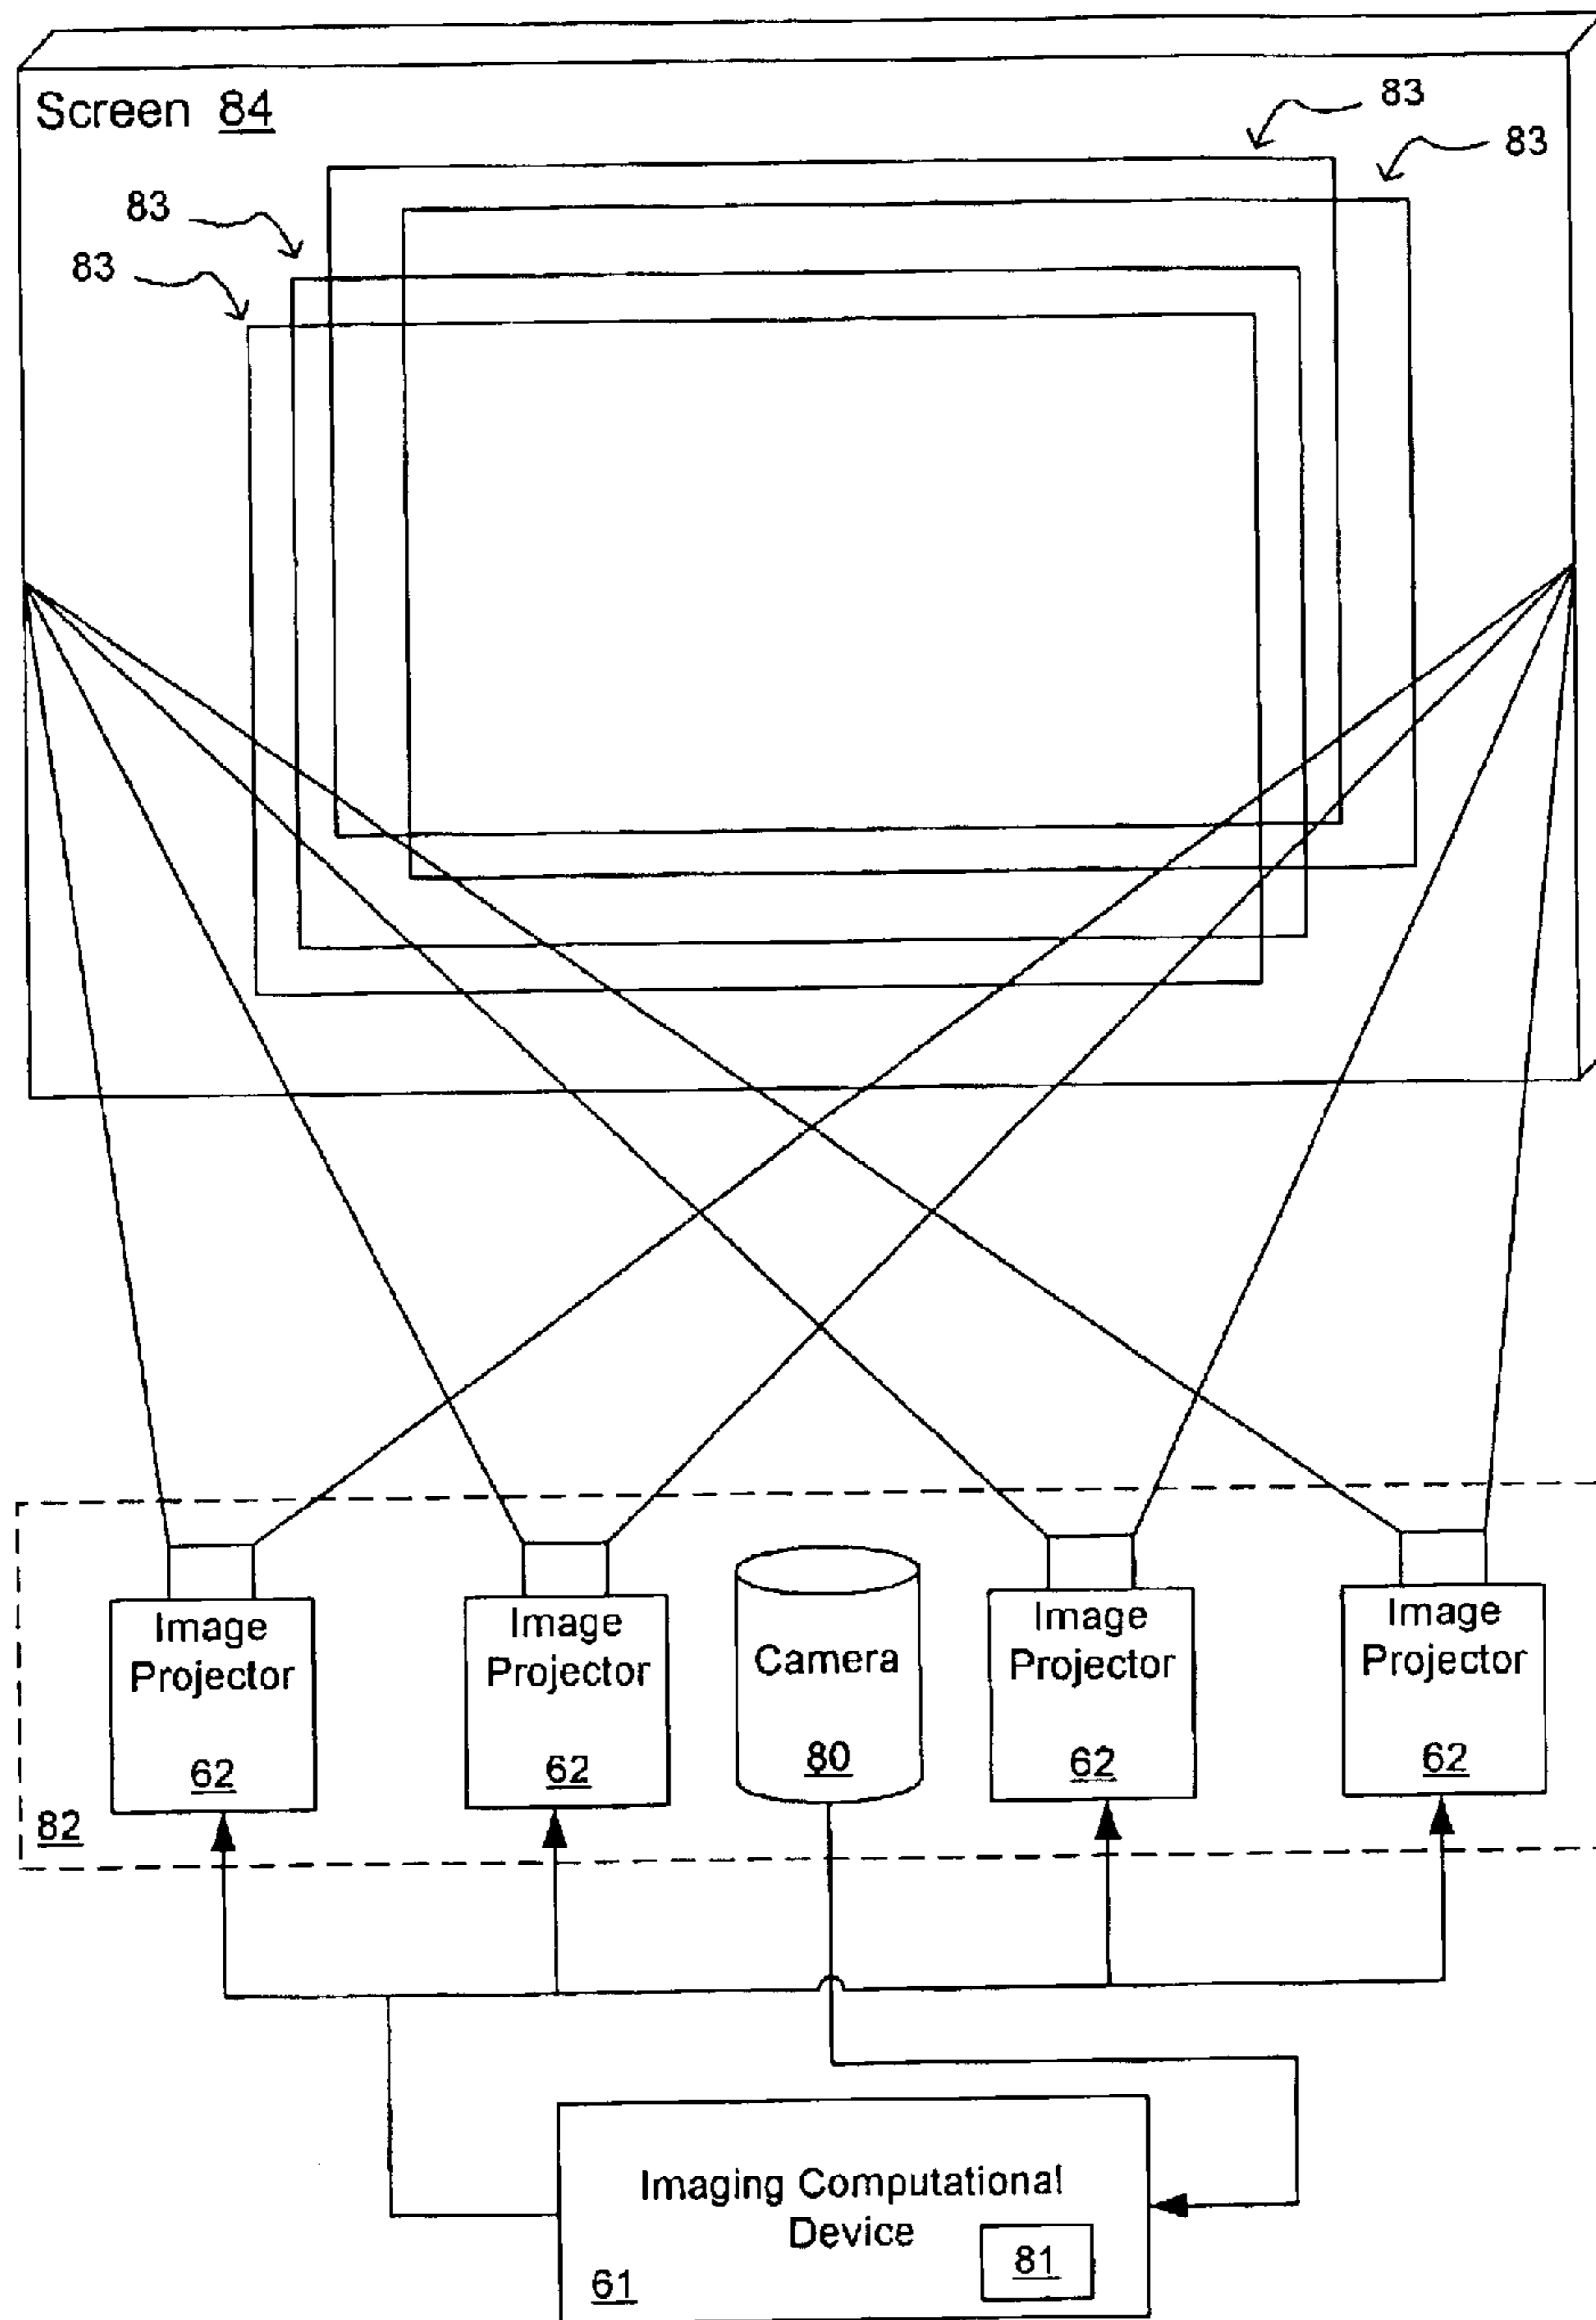 Screen 84
83
83
83
83
Image
Projector
62
Image
Projector
62
Camera
80
Image
Projector
62
Image
Projector
62
82
Imaging Computational
Device
81
61